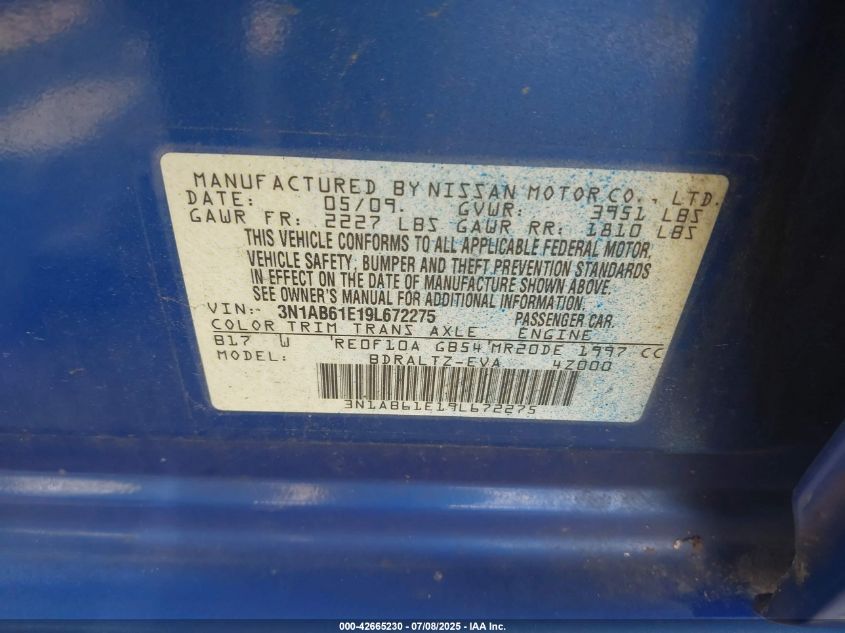 MANUFACTURED BY NISSAN MOTOR CO., LTD.
DATE: 05/09. GVWR: 3951 LBS
GAWR FR: 2227 LBS GAWR RR: 1810 LBS
THIS VEHICLE CONFORMS TO ALL APPLICABLE FEDERAL MOTOR
VEHICLE SAFETY, BUMPER AND THEFT PREVENTION STANDARDS
IN EFFECT ON THE DATE OF MANUFACTURE SHOWN ABOVE.
SEE OWNER'S MANUAL FOR ADDITIONAL INFORMATION.
VIN: 3N1AB61E19L672275 PASSENGER CAR
COLOR TRIM TRANS AXLE ENGINE
B17 W RE0F10A GB54 MR20DE 1997 CC
MODEL: BDRALTZ-EVA 4Z000
3N1AB61E19L672275
000-42665230 - 07/08/2025 - IAA Inc.